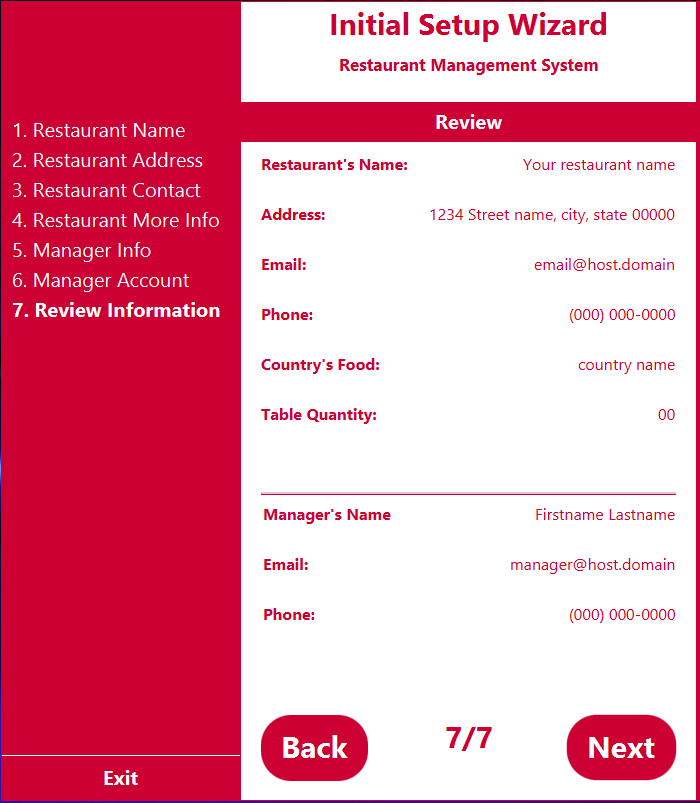 Initial Setup Wizard
Restaurant Management System
1. Restaurant Name
2. Restaurant Address
3. Restaurant Contact
4. Restaurant More Info
5. Manager Info
6. Manager Account
7. Review Information
Exit
Review
Restaurant's Name: Your restaurant name
Address: 1234 Street name, city, state 00000
Email: email@host.domain
Phone: (000) 000-0000
Country's Food: country name
Table Quantity: 00
Manager's Name Firstname Lastname
Email: manager@host.domain
Phone: (000) 000-0000
Back 7/7 Next